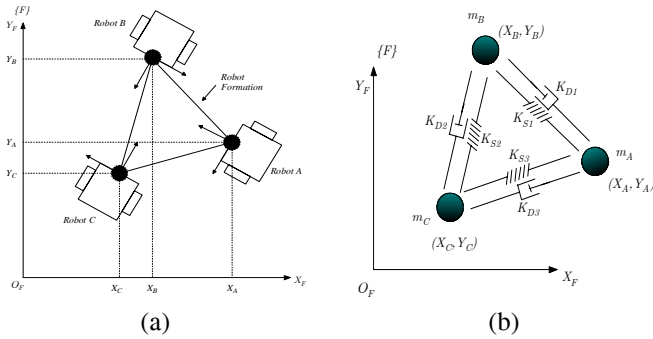 {F}
Y_F
Robot B
Y_B
Robot
Formation
Y_A
Y_C
Robot A
Robot C
O_F
X_C
X_B
X_A
X_F
(a)
{F}
Y_F
m_B
(X_B, Y_B)
K_D1
K_S1
K_D2
K_S2
K_S3
K_D3
m_A
(X_A, Y_A)
m_C
(X_C, Y_C)
O_F
X_F
(b)